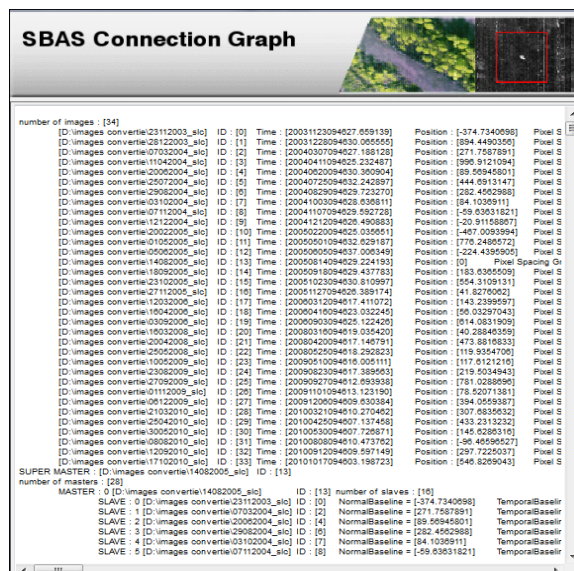 SBAS Connection Graph
number of images : [34]
[D:\images convertie\23112003_slc] ID : [0] Time : [20031123094627.659139] Position : [-374.7340698] Pixel S
[D:\images convertie\28122003_slc] ID : [1] Time : [20031228094630.065555] Position : [894.4490356] Pixel S
[D:\images convertie\07032004_slc] ID : [2] Time : [20040307094627.188128] Position : [271.7587891] Pixel S
[D:\images convertie\11042004_slc] ID : [3] Time : [20040411094625.232487] Position : [996.9121094] Pixel S
[D:\images convertie\20062004_slc] ID : [4] Time : [20040620094630.360904] Position : [89.56945801] Pixel S
[D:\images convertie\25072004_slc] ID : [5] Time : [20040725094632.242897] Position : [444.6913147] Pixel S
[D:\images convertie\29082004_slc] ID : [6] Time : [20040829094629.723270] Position : [282.4562988] Pixel S
[D:\images convertie\03102004_slc] ID : [7] Time : [20041003094628.636811] Position : [84.1036911] Pixel S
[D:\images convertie\07112004_slc] ID : [8] Time : [20041107094629.592728] Position : [-59.63631821] Pixel S
[D:\images convertie\12122004_slc] ID : [9] Time : [20041212094626.490883] Position : [-20.91158867] Pixel S
[D:\images convertie\20022005_slc] ID : [10] Time : [20050220094625.035651] Position : [-467.0093994] Pixel S
[D:\images convertie\01052005_slc] ID : [11] Time : [20050501094632.629187] Position : [776.2486572] Pixel S
[D:\images convertie\05062005_slc] ID : [12] Time : [20050605094637.006349] Position : [-224.4395905] Pixel S
[D:\images convertie\14082005_slc] ID : [13] Time : [20050814094629.224193] Position : [0] Pixel Spacing Gr
[D:\images convertie\18092005_slc] ID : [14] Time : [20050918094629.437783] Position : [183.6365509] Pixel S
[D:\images convertie\23102005_slc] ID : [15] Time : [20051023094630.810997] Position : [554.3109131] Pixel S
[D:\images convertie\27112005_slc] ID : [16] Time : [20051127094626.389174] Position : [41.8276062] Pixel S
[D:\images convertie\12032006_slc] ID : [17] Time : [20060312094617.411072] Position : [143.2399597] Pixel S
[D:\images convertie\16042006_slc] ID : [18] Time : [20060416094623.032245] Position : [56.03297043] Pixel S
[D:\images convertie\03092006_slc] ID : [19] Time : [20060903094625.122426] Position : [614.0831909] Pixel S
[D:\images convertie\16032008_slc] ID : [20] Time : [20080316094619.035420] Position : [40.28846359] Pixel S
[D:\images convertie\20042008_slc] ID : [21] Time : [20080420094617.146791] Position : [473.8816833] Pixel S
[D:\images convertie\25052008_slc] ID : [22] Time : [20080525094618.292823] Position : [119.9354706] Pixel S
[D:\images convertie\10052009_slc] ID : [23] Time : [20090510094616.005111] Position : [117.6121216] Pixel S
[D:\images convertie\23082009_slc] ID : [24] Time : [20090823094617.389563] Position : [219.5034943] Pixel S
[D:\images convertie\27092009_slc] ID : [25] Time : [20090927094612.693938] Position : [781.0288696] Pixel S
[D:\images convertie\01112009_slc] ID : [26] Time : [20091101094613.123190] Position : [78.52071381] Pixel S
[D:\images convertie\06122009_slc] ID : [27] Time : [20091206094609.630384] Position : [394.0559387] Pixel S
[D:\images convertie\21032010_slc] ID : [28] Time : [20100321094610.270462] Position : [307.6835632] Pixel S
[D:\images convertie\25042010_slc] ID : [29] Time : [20100425094607.137458] Position : [433.2313232] Pixel S
[D:\images convertie\30052010_slc] ID : [30] Time : [20100530094607.726871] Position : [145.6286316] Pixel S
[D:\images convertie\08082010_slc] ID : [31] Time : [20100808094610.473762] Position : [-96.46596527] Pixel S
[D:\images convertie\12092010_slc] ID : [32] Time : [20100912094609.597149] Position : [297.7225037] Pixel S
[D:\images convertie\17102010_slc] ID : [33] Time : [20101017094603.198723] Position : [546.8269043] Pixel S
SUPER MASTER : [D:\images convertie\14082005_slc] ID : [13]
number of masters : [28]
MASTER : 0 [D:\images convertie\14082005_slc] ID : [13] number of slaves : [16]
SLAVE : 0 [D:\images convertie\23112003_slc] ID : [0] NormalBaseline = [-374.7340698] TemporalBaselir
SLAVE : 1 [D:\images convertie\07032004_slc] ID : [2] NormalBaseline = [271.7587891] TemporalBaselir
SLAVE : 2 [D:\images convertie\20062004_slc] ID : [4] NormalBaseline = [89.56945801] TemporalBaselir
SLAVE : 3 [D:\images convertie\29082004_slc] ID : [6] NormalBaseline = [282.4562988] TemporalBaselir
SLAVE : 4 [D:\images convertie\03102004_slc] ID : [7] NormalBaseline = [84.1036911] TemporalBaselir
SLAVE : 5 [D:\images convertie\07112004_slc] ID : [8] NormalBaseline = [-59.63631821] TemporalBaselir